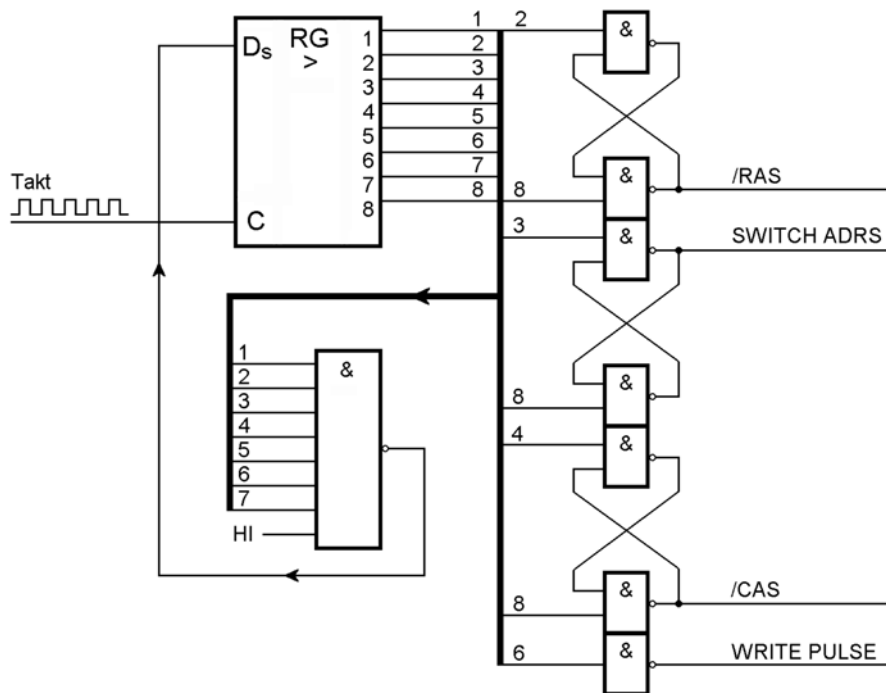 1 2 &
Ds RG 1 2
> 2 3
3 4
4 5
5 6
Takt 6 7 &
7 8 8 /RAS
8
C 3 & SWITCH ADRS
1 &
2
3 8 &
4 4 &
5
6
7
HI
8 & /CAS
6 & WRITE PULSE